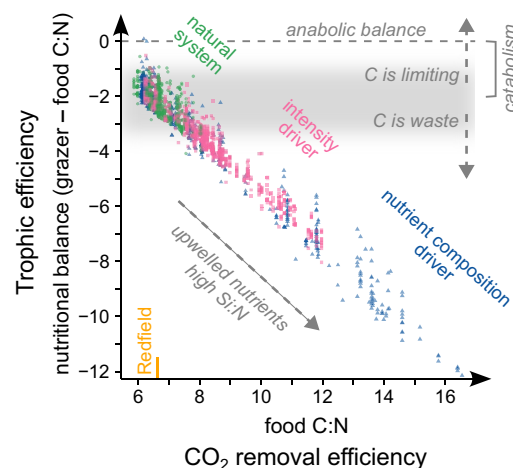 natural
system
anabolic balance
C is limiting
catabolism
C is waste
intensity
driver
nutrient composition
driver
upwelled nutrients
high Si:N
Redfield
Trophic efficiency
nutritional balance (grazer – food C:N)
0
−2
−4
−6
−8
−10
−12
6 8 10 12 14 16
food C:N
CO₂ removal efficiency